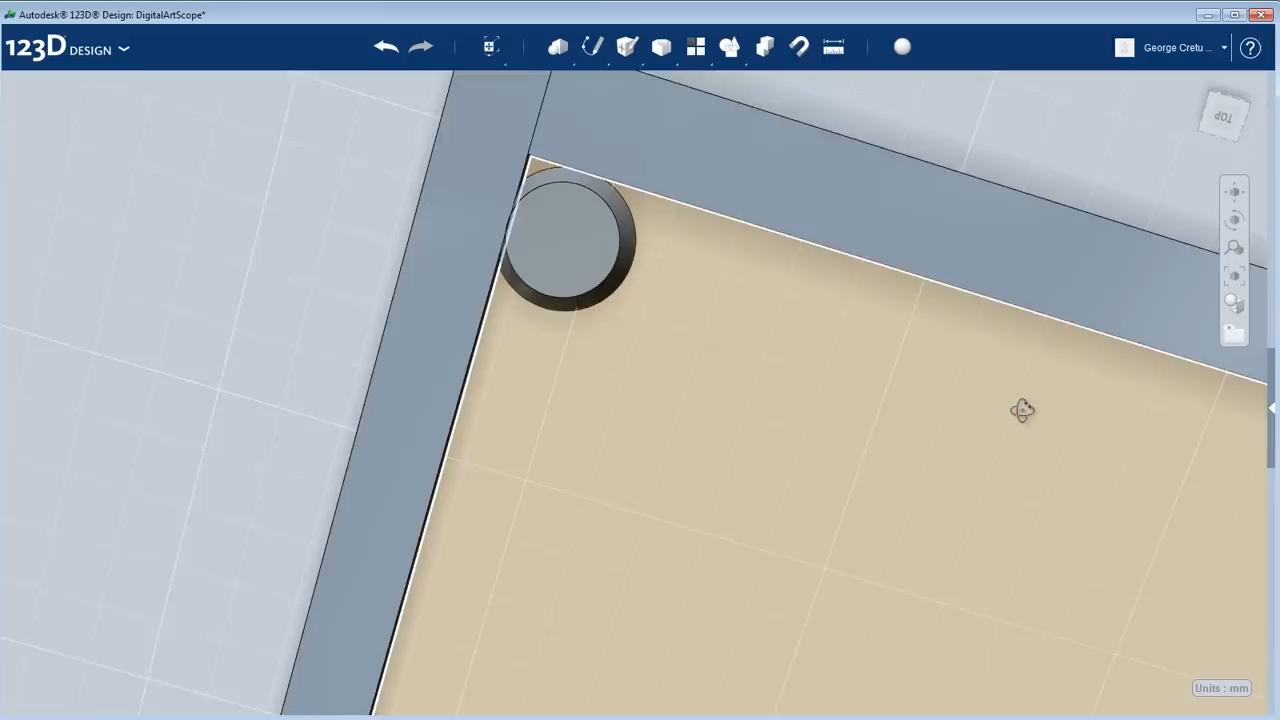 Autodesk® 123D® Design: DigitalArtScope*
123D DESIGN
George Cretu ...
?
TOP
Units : mm